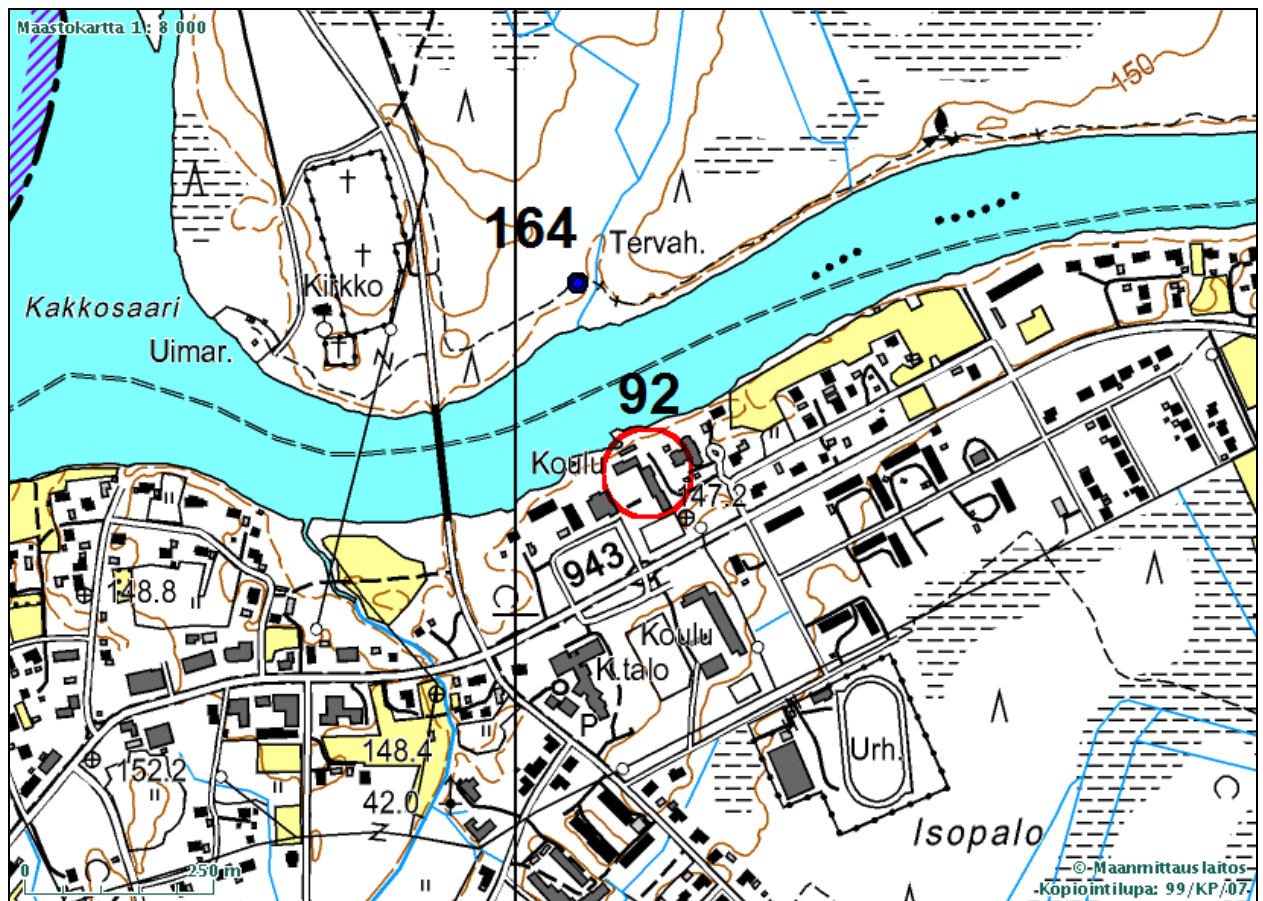 Maastokartta 1 : 8 000
150
164
Tervah.
Kirkko
Kakkosaari
Uimar.
92
Koulu
147.2
943
148.8
Koulu
K.talo
P
148.4
Urh.
152.2
42.0
Isopalo
0 250 m
© Maanmittauslaitos
Kopiointilupa: 99/KP/07